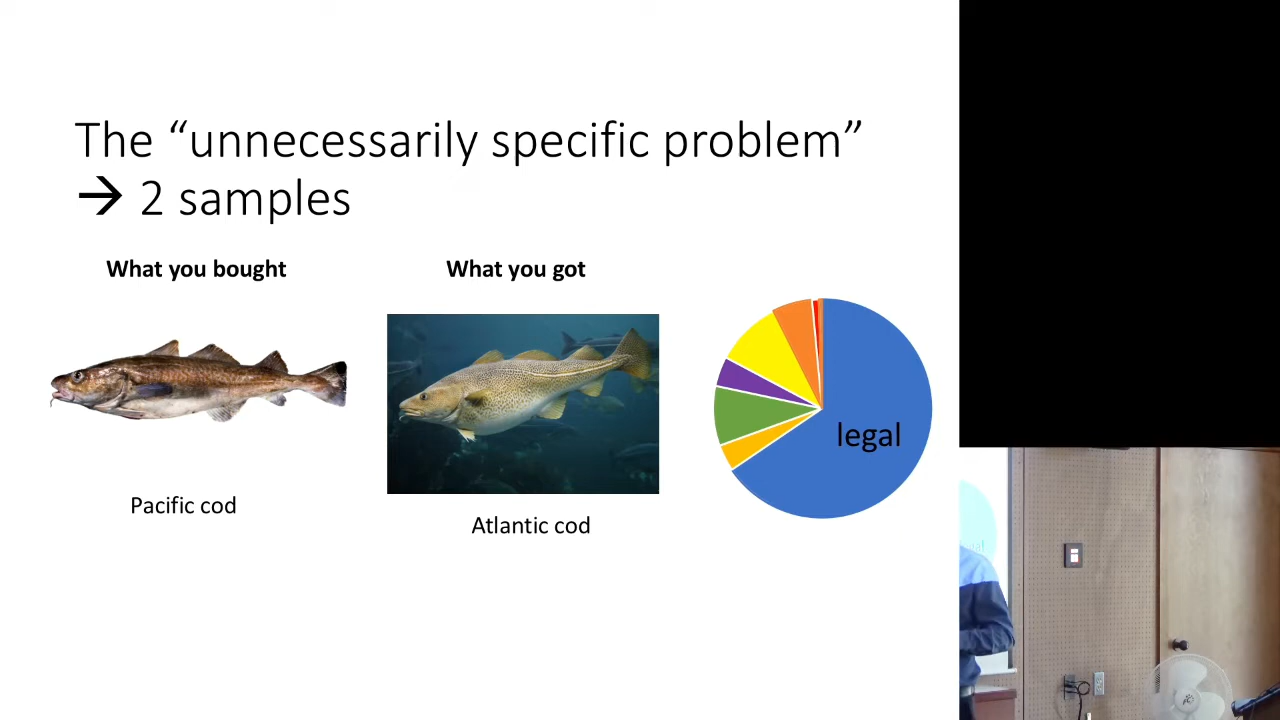 The “unnecessarily specific problem”
→ 2 samples
What you bought
What you got
legal
Pacific cod
Atlantic cod